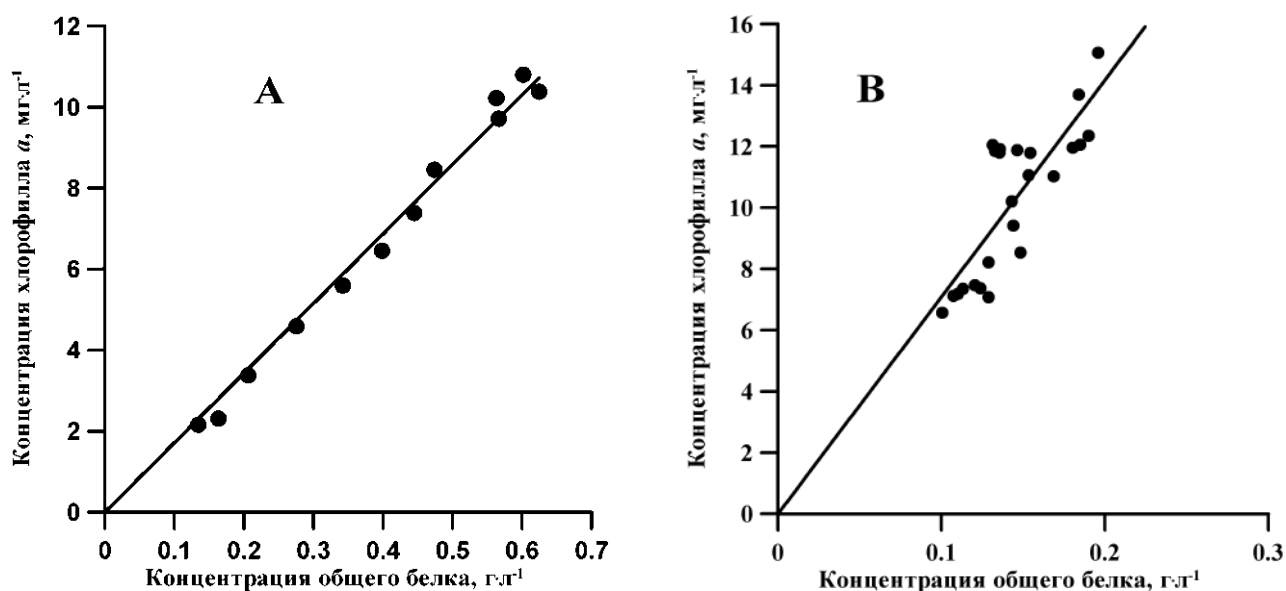 Концентрация хлорофилла a, мг·л⁻¹
12
10
8
6
4
2
0
A
0 0.1 0.2 0.3 0.4 0.5 0.6 0.7
Концентрация общего белка, г·л⁻¹
Концентрация хлорофилла a, мг·л⁻¹
16
14
12
10
8
6
4
2
0
B
0 0.1 0.2 0.3
Концентрация общего белка, г·л⁻¹